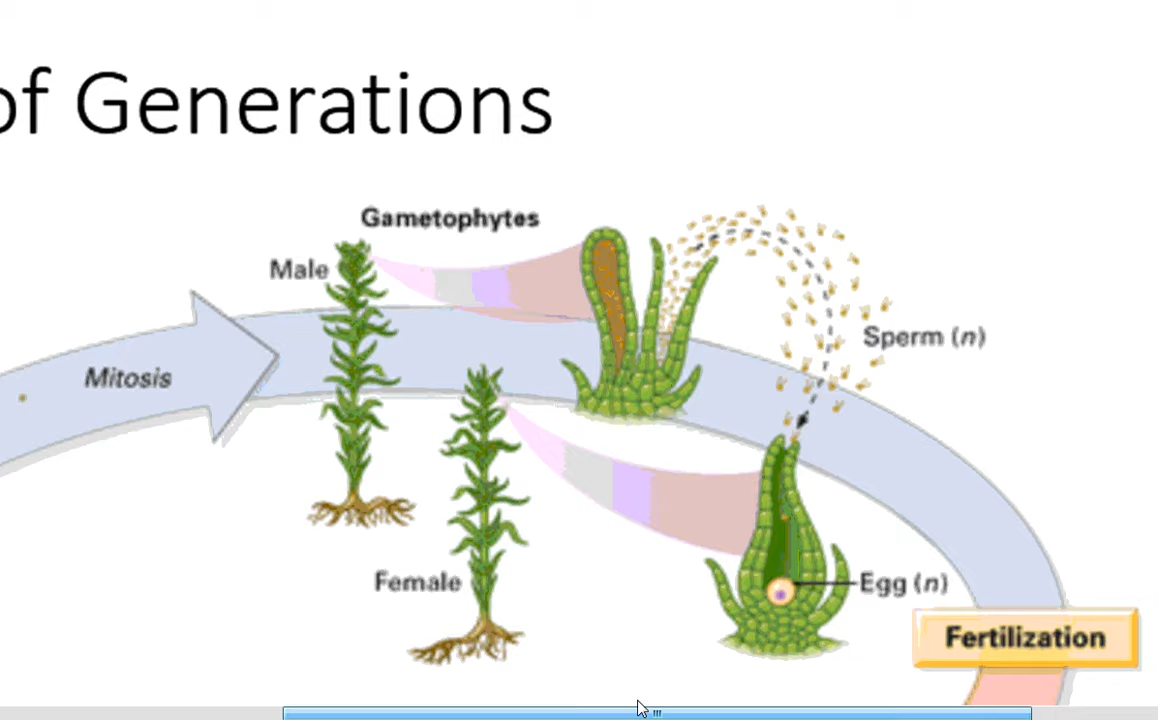 of Generations
Gametophytes
Male
Mitosis
Sperm (n)
Female
Egg (n)
Fertilization